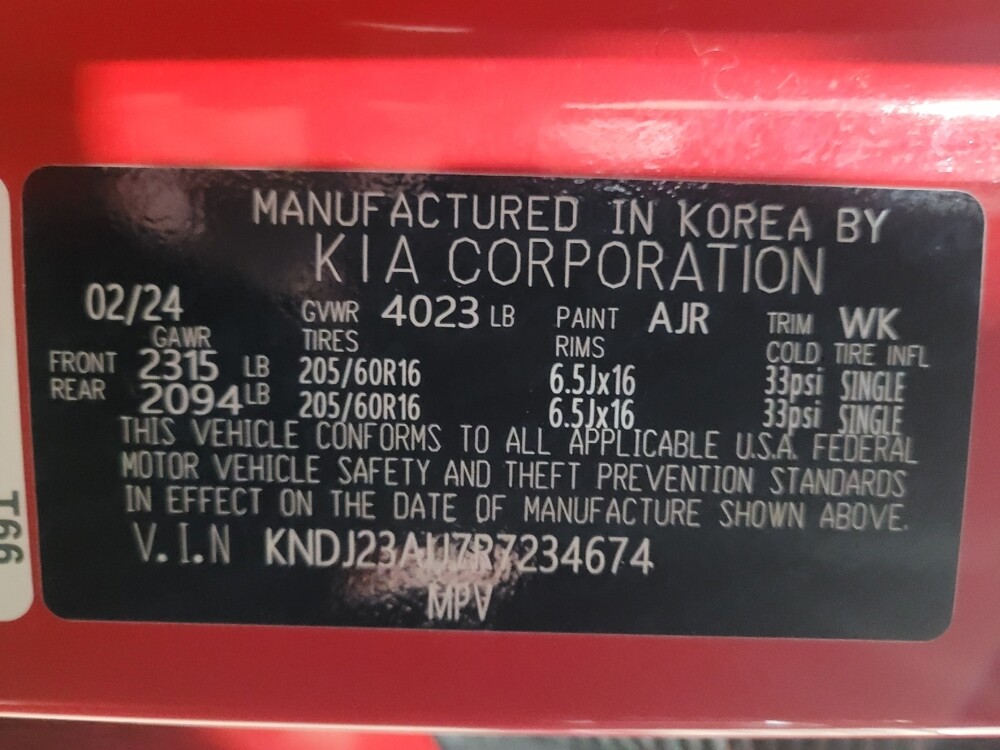 MANUFACTURED IN KOREA BY
KIA CORPORATION
02/24 GVWR 4023 LB PAINT AJR TRIM WK
GAWR TIRES RIMS COLD TIRE INFL
FRONT 2315 LB 205/60R16 6.5Jx16 33psi SINGLE
REAR 2094 LB 205/60R16 6.5Jx16 33psi SINGLE
THIS VEHICLE CONFORMS TO ALL APPLICABLE U.S.A. FEDERAL
MOTOR VEHICLE SAFETY AND THEFT PREVENTION STANDARDS
IN EFFECT ON THE DATE OF MANUFACTURE SHOWN ABOVE.
V.I.N KNDJ23AU7R7234674
MPV
T66